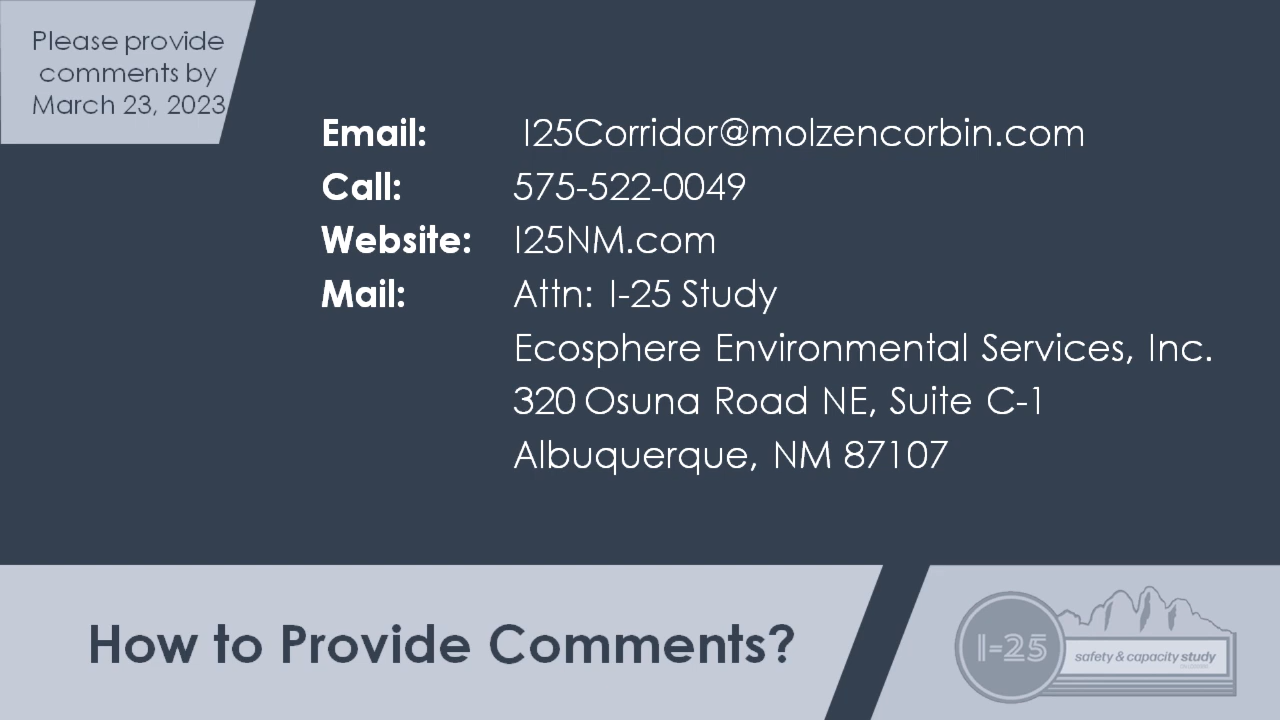 Please provide
comments by
March 23, 2023
Email: I25Corridor@molzencorbin.com
Call: 575-522-0049
Website: I25NM.com
Mail: Attn: I-25 Study
Ecosphere Environmental Services, Inc.
320 Osuna Road NE, Suite C-1
Albuquerque, NM 87107
How to Provide Comments?
I-25
safety & capacity study